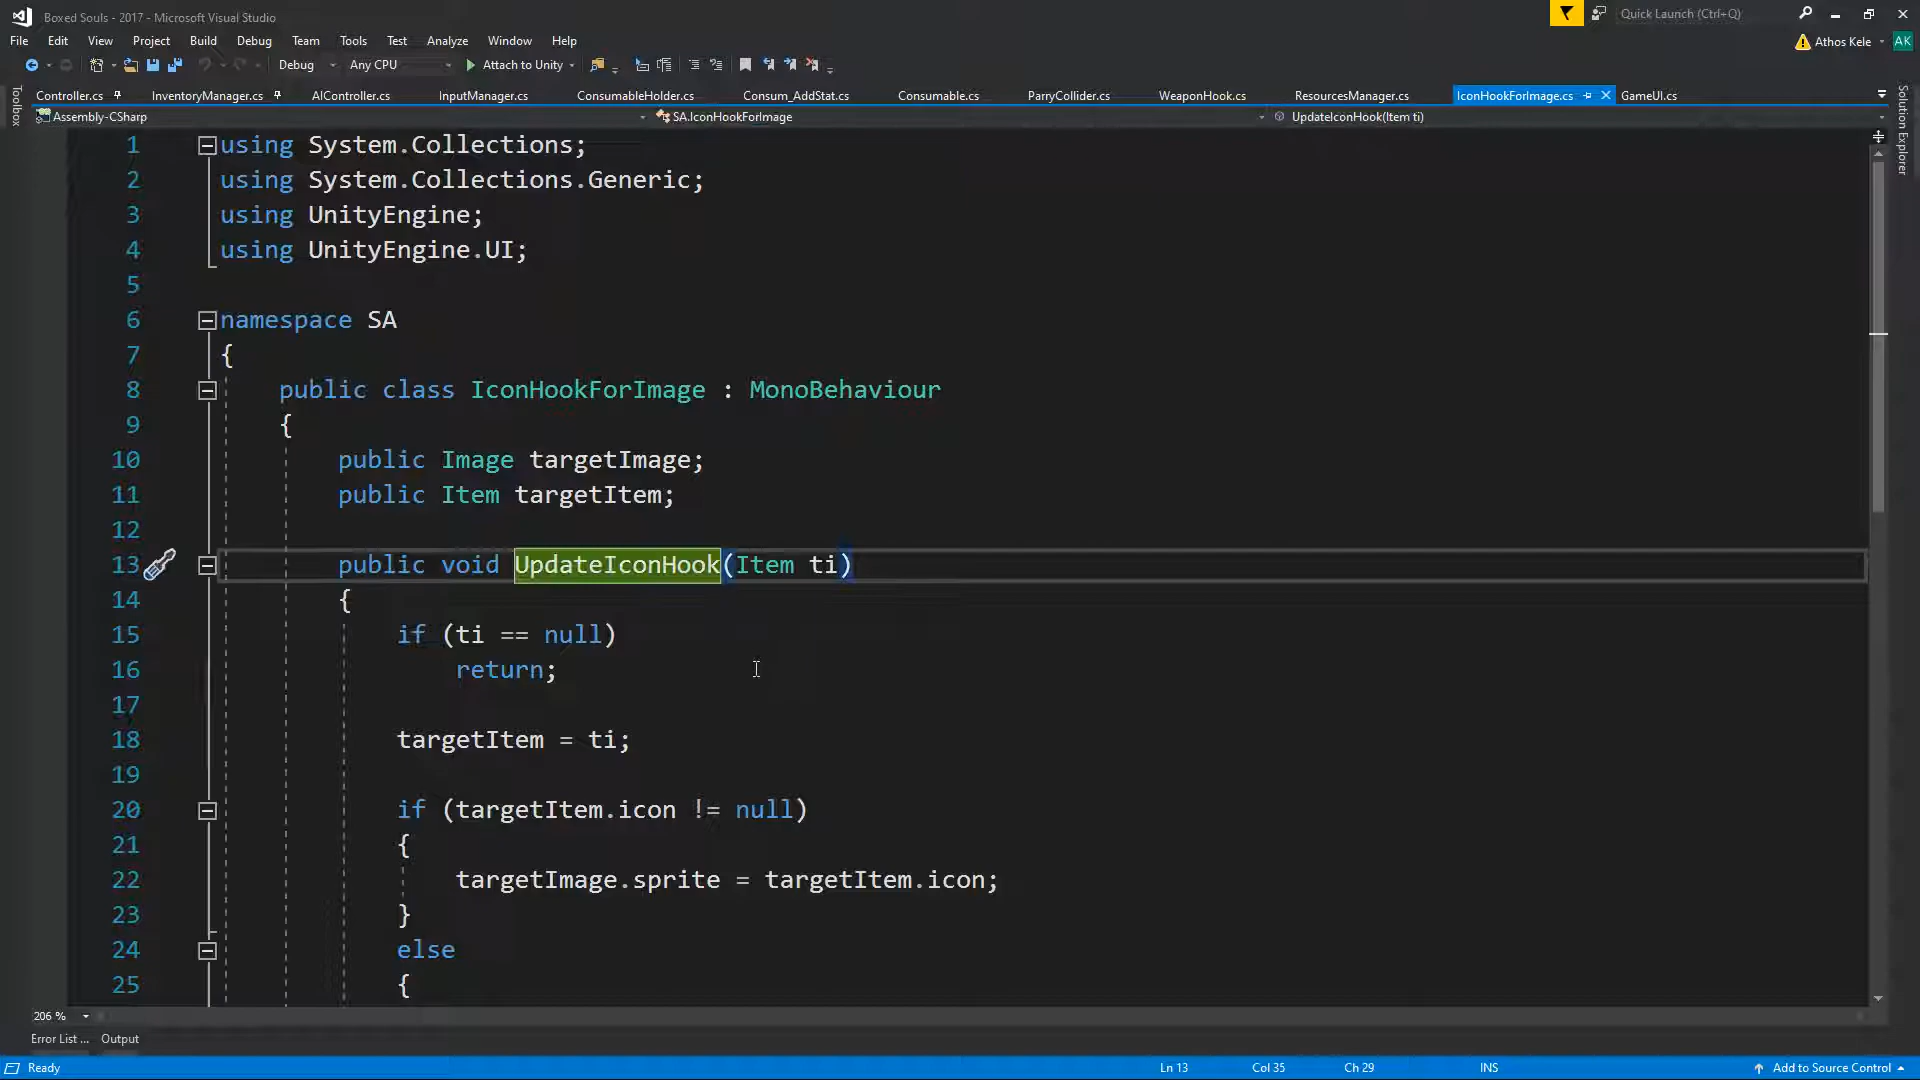 Boxed Souls - 2017 - Microsoft Visual Studio
Quick Launch (Ctrl+Q)
File Edit View Project Build Debug Team Tools Test Analyze Window Help
Athos Kele AK
Debug Any CPU Attach to Unity
Controller.cs InventoryManager.cs AIController.cs InputManager.cs ConsumableHolder.cs Consum_AddStat.cs Consumable.cs ParryCollider.cs WeaponHook.cs ResourcesManager.cs IconHookForImage.cs GameUI.cs
Toolbox
Solution Explorer
Assembly-CSharp SA.IconHookForImage UpdateIconHook(Item ti)
1 using System.Collections;
2 using System.Collections.Generic;
3 using UnityEngine;
4 using UnityEngine.UI;
5
6 namespace SA
7 {
8 public class IconHookForImage : MonoBehaviour
9 {
10 public Image targetImage;
11 public Item targetItem;
12
13 public void UpdateIconHook(Item ti)
14 {
15 if (ti == null)
16 return;
17
18 targetItem = ti;
19
20 if (targetItem.icon != null)
21 {
22 targetImage.sprite = targetItem.icon;
23 }
24 else
25 {
206 %
Error List ... Output
Ready Ln 13 Col 35 Ch 29 INS Add to Source Control